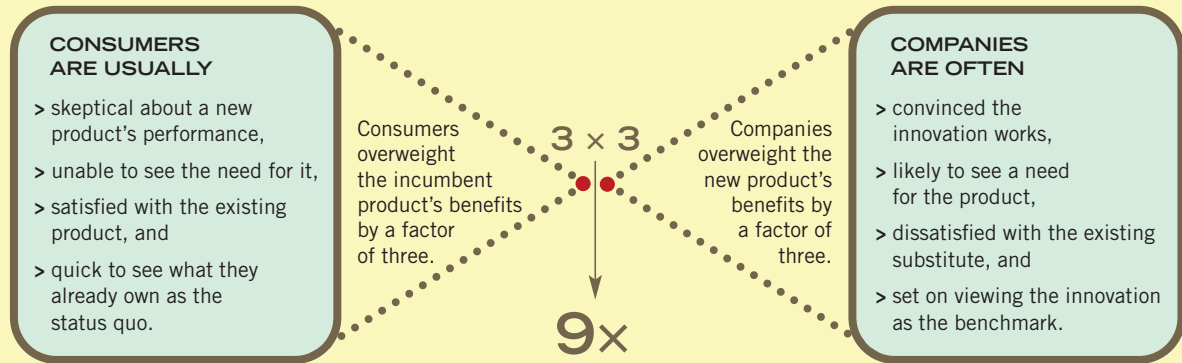 CONSUMERS
ARE USUALLY
> skeptical about a new
product’s performance,
> unable to see the need for it,
> satisfied with the existing
product, and
> quick to see what they
already own as the
status quo.
Consumers
overweight
the incumbent
product’s benefits
by a factor
of three.
3 × 3
9×
Companies
overweight the
new product’s
benefits by
a factor of
three.
COMPANIES
ARE OFTEN
> convinced the
innovation works,
> likely to see a need
for the product,
> dissatisfied with the existing
substitute, and
> set on viewing the innovation
as the benchmark.